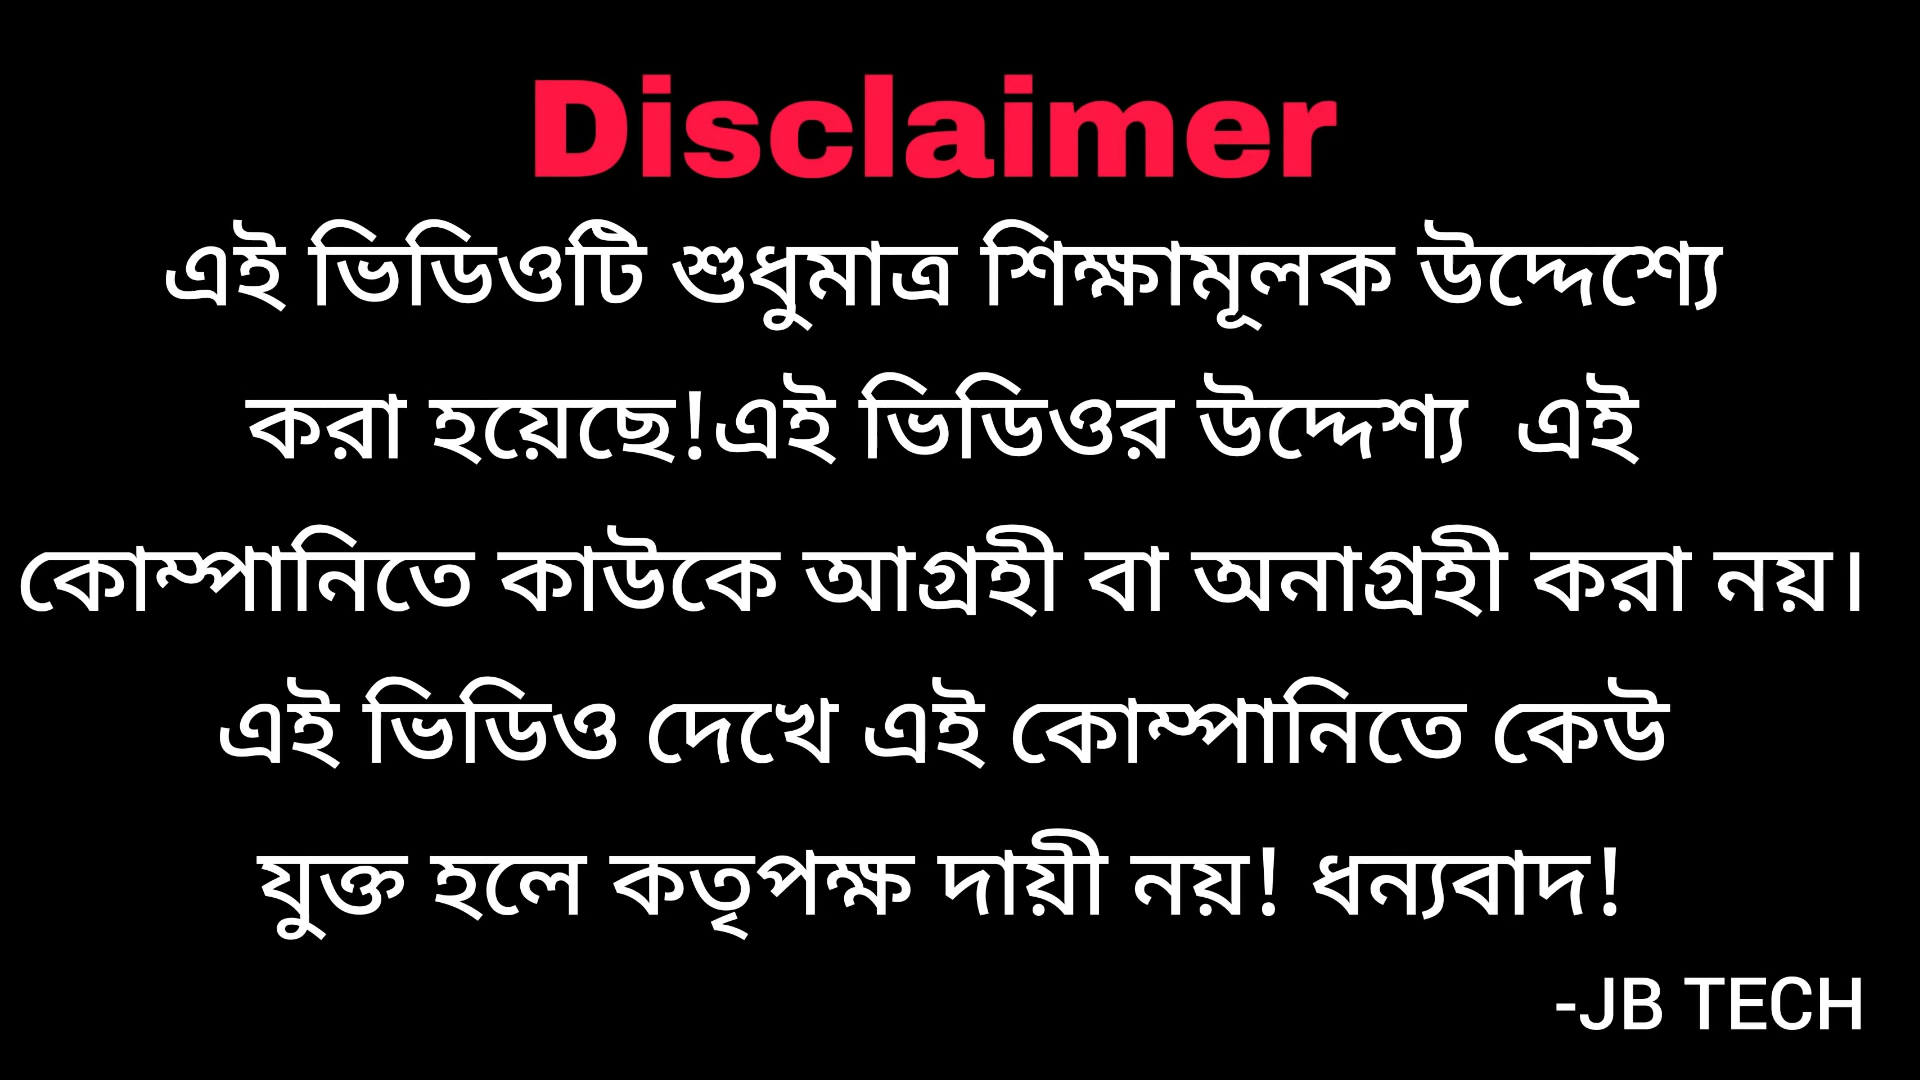 Disclaimer
এই ভিডিওটি শুধুমাত্র শিক্ষামূলক উদ্দেশ্যে
করা হয়েছে!এই ভিডিওর উদ্দেশ্য এই
কোম্পানিতে কাউকে আগ্রহী বা অনাগ্রহী করা নয়।
এই ভিডিও দেখে এই কোম্পানিতে কেউ
যুক্ত হলে কতৃপক্ষ দায়ী নয়! ধন্যবাদ!
-JB TECH